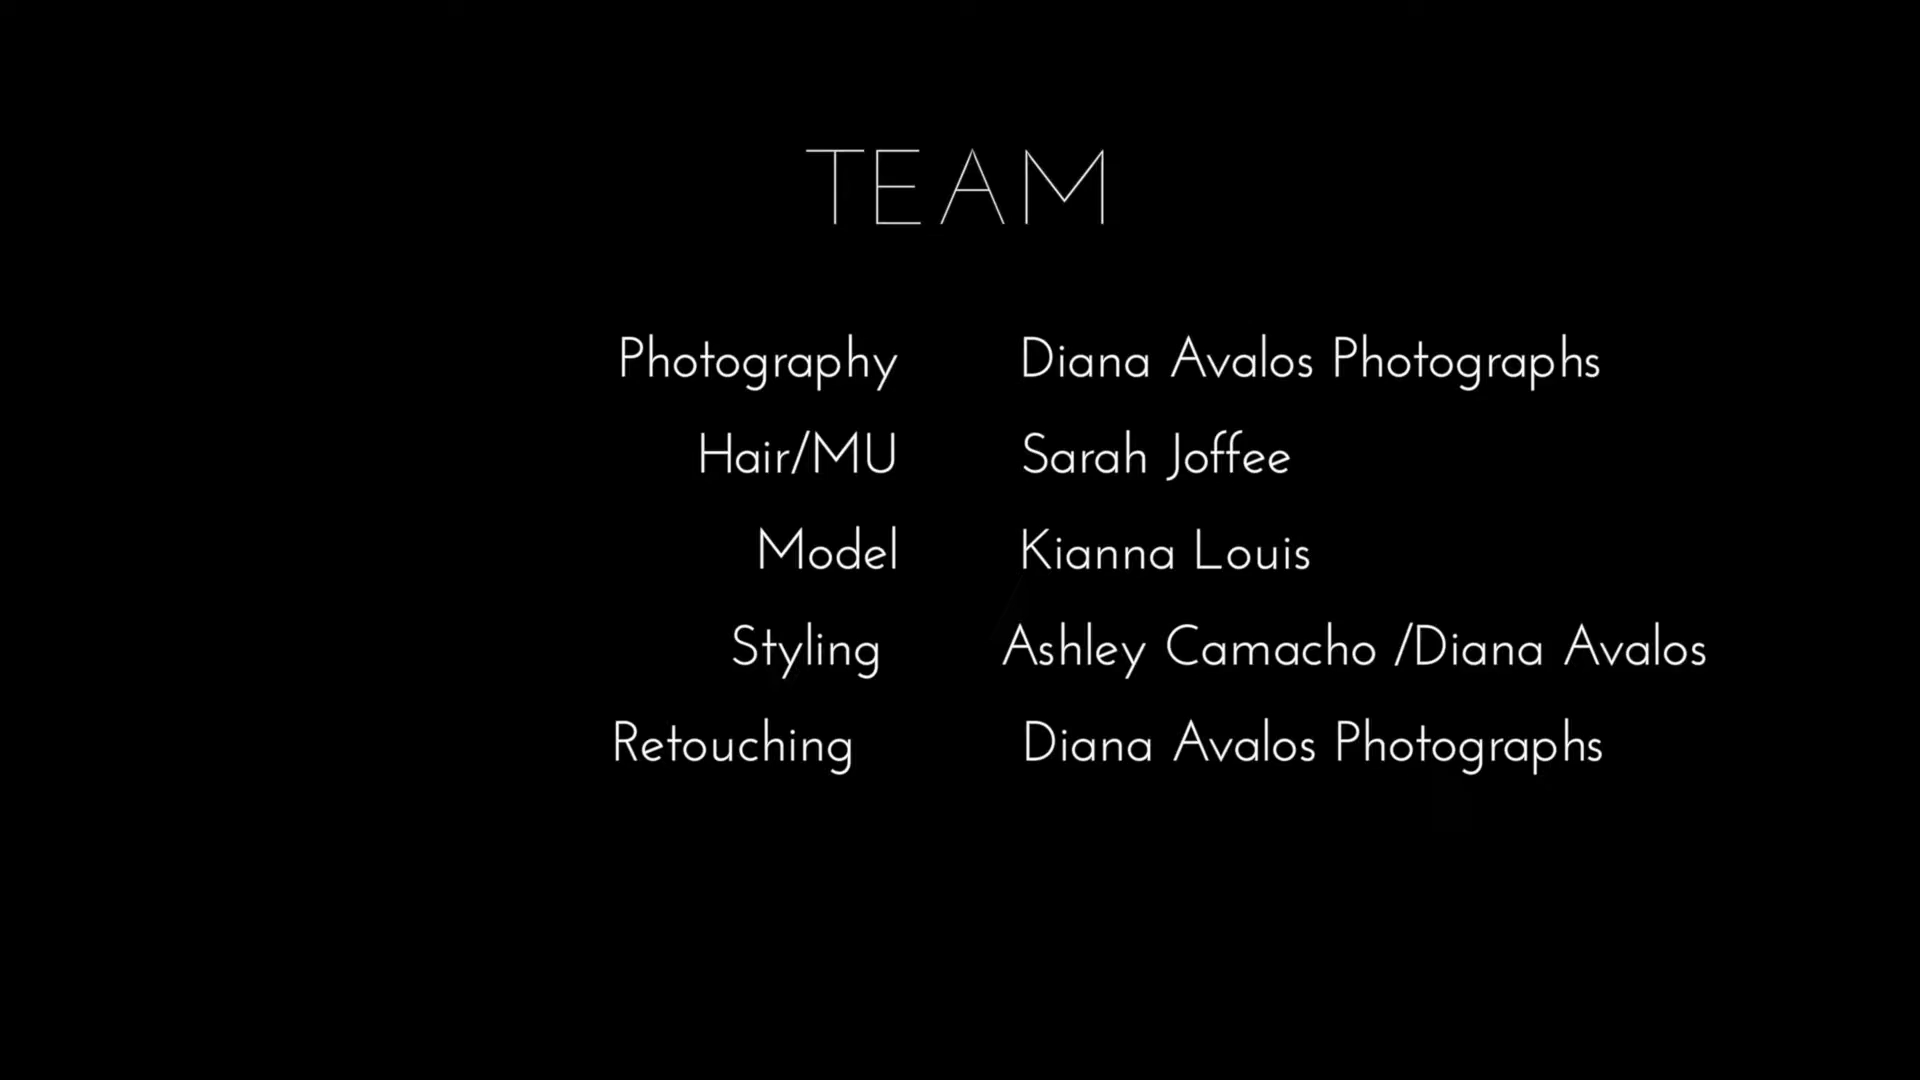 TEAM
Photography Diana Avalos Photographs
Hair/MU Sarah Joffee
Model Kianna Louis
Styling Ashley Camacho /Diana Avalos
Retouching Diana Avalos Photographs